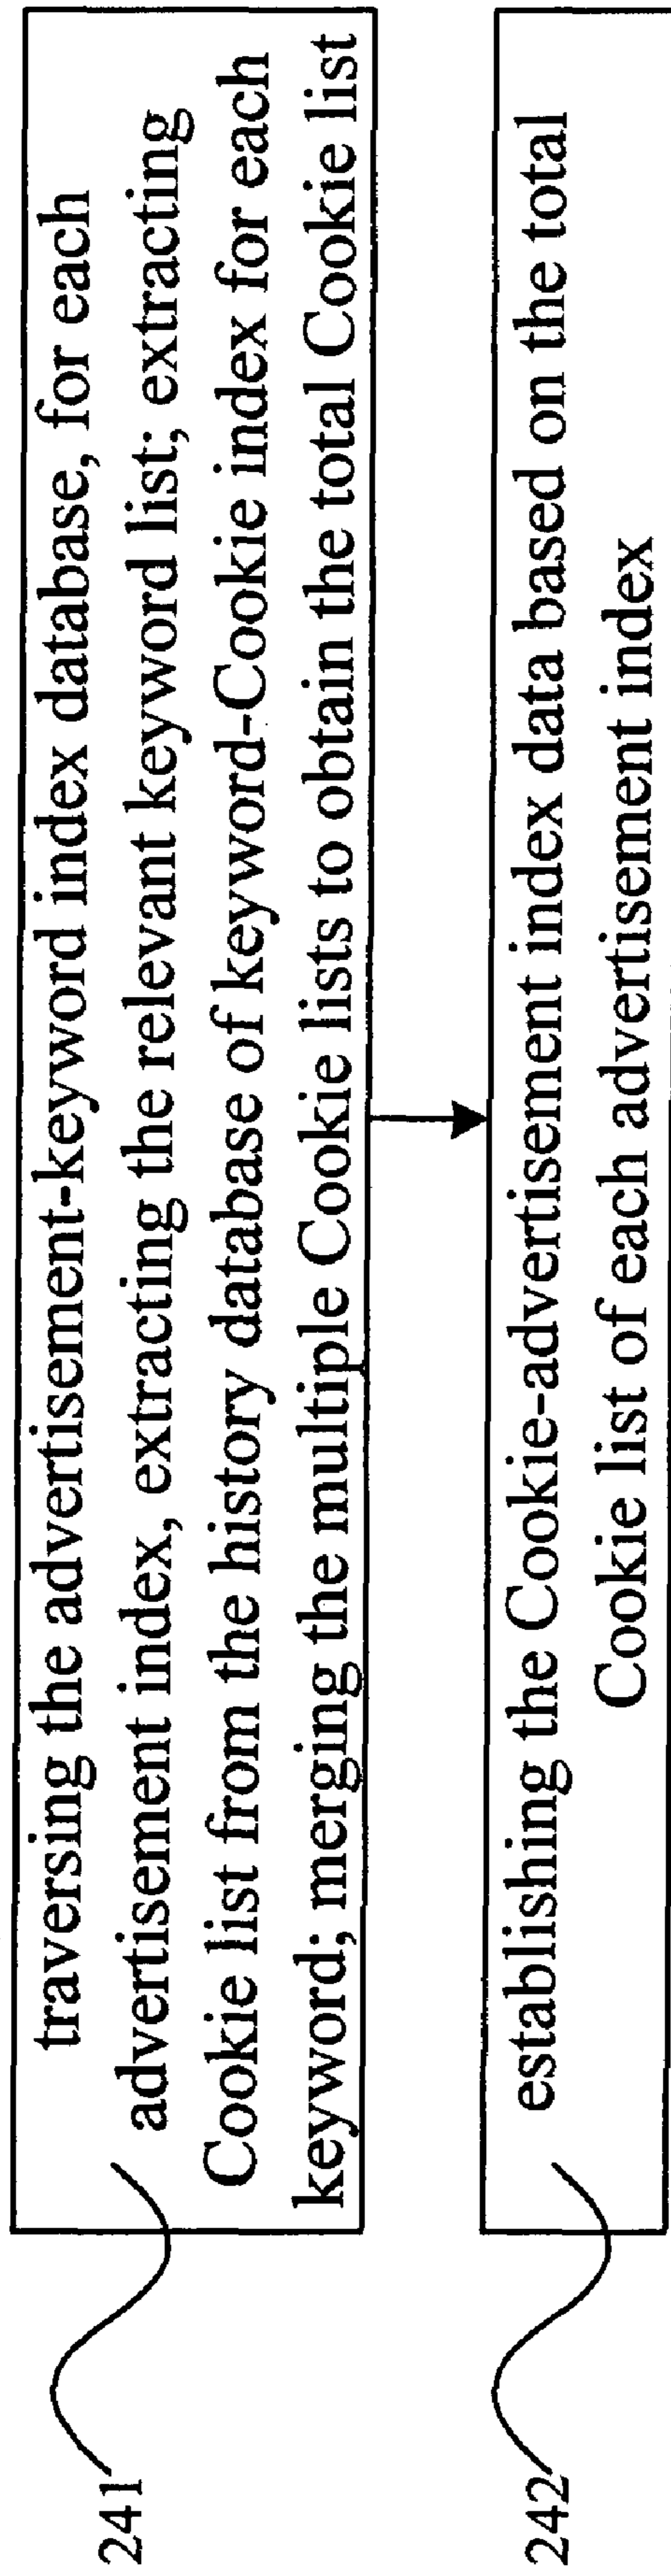 traversing the advertisement-keyword index database, for each
advertisement index, extracting the relevant keyword list; extracting
Cookie list from the history database of keyword-Cookie index for each
keyword; merging the multiple Cookie lists to obtain the total Cookie list
241
establishing the Cookie-advertisement index data based on the total
Cookie list of each advertisement index
242